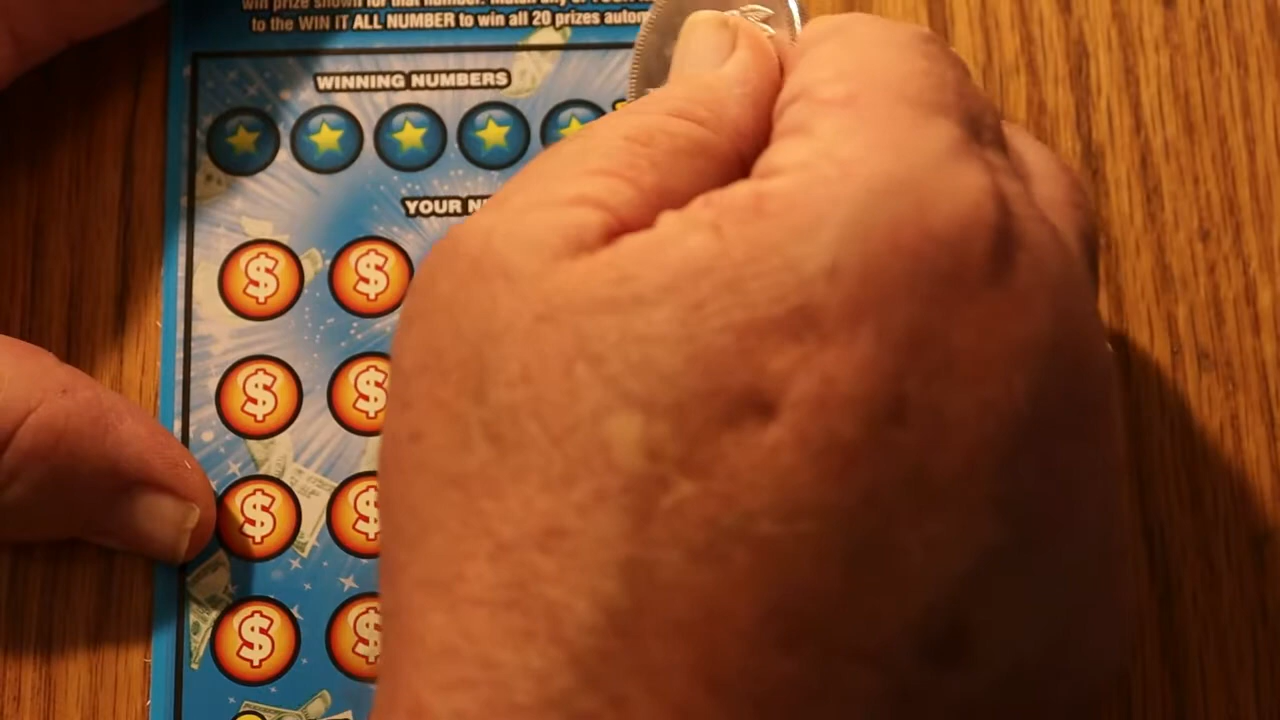 win prize shown for that number. Match any of YOUR
to the WIN IT ALL NUMBER to win all 20 prizes autom
WINNING NUMBERS
YOUR N
$ $
$ $
$ $
$ $